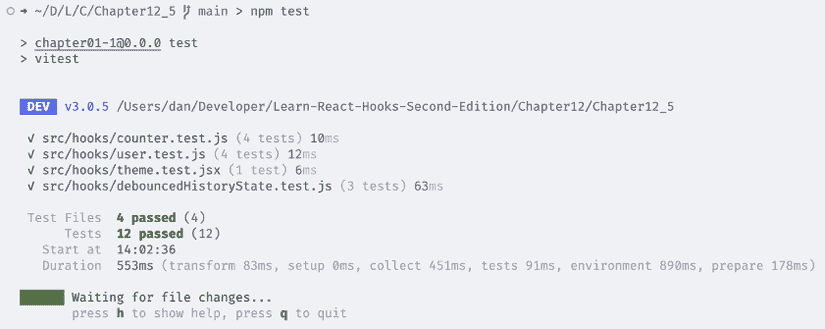 ~/D/L/C/Chapter12_5 main > npm test
> chapter01-1@0.0.0 test
> vitest
DEV v3.0.5 /Users/dan/Developer/Learn-React-Hooks-Second-Edition/Chapter12/Chapter12_5
✓ src/hooks/counter.test.js (4 tests) 10ms
✓ src/hooks/user.test.js (4 tests) 12ms
✓ src/hooks/theme.test.jsx (1 test) 6ms
✓ src/hooks/debouncedHistoryState.test.js (3 tests) 63ms
Test Files 4 passed (4)
Tests 12 passed (12)
Start at 14:02:36
Duration 553ms (transform 83ms, setup 0ms, collect 451ms, tests 91ms, environment 890ms, prepare 178ms)
Waiting for file changes...
press h to show help, press q to quit